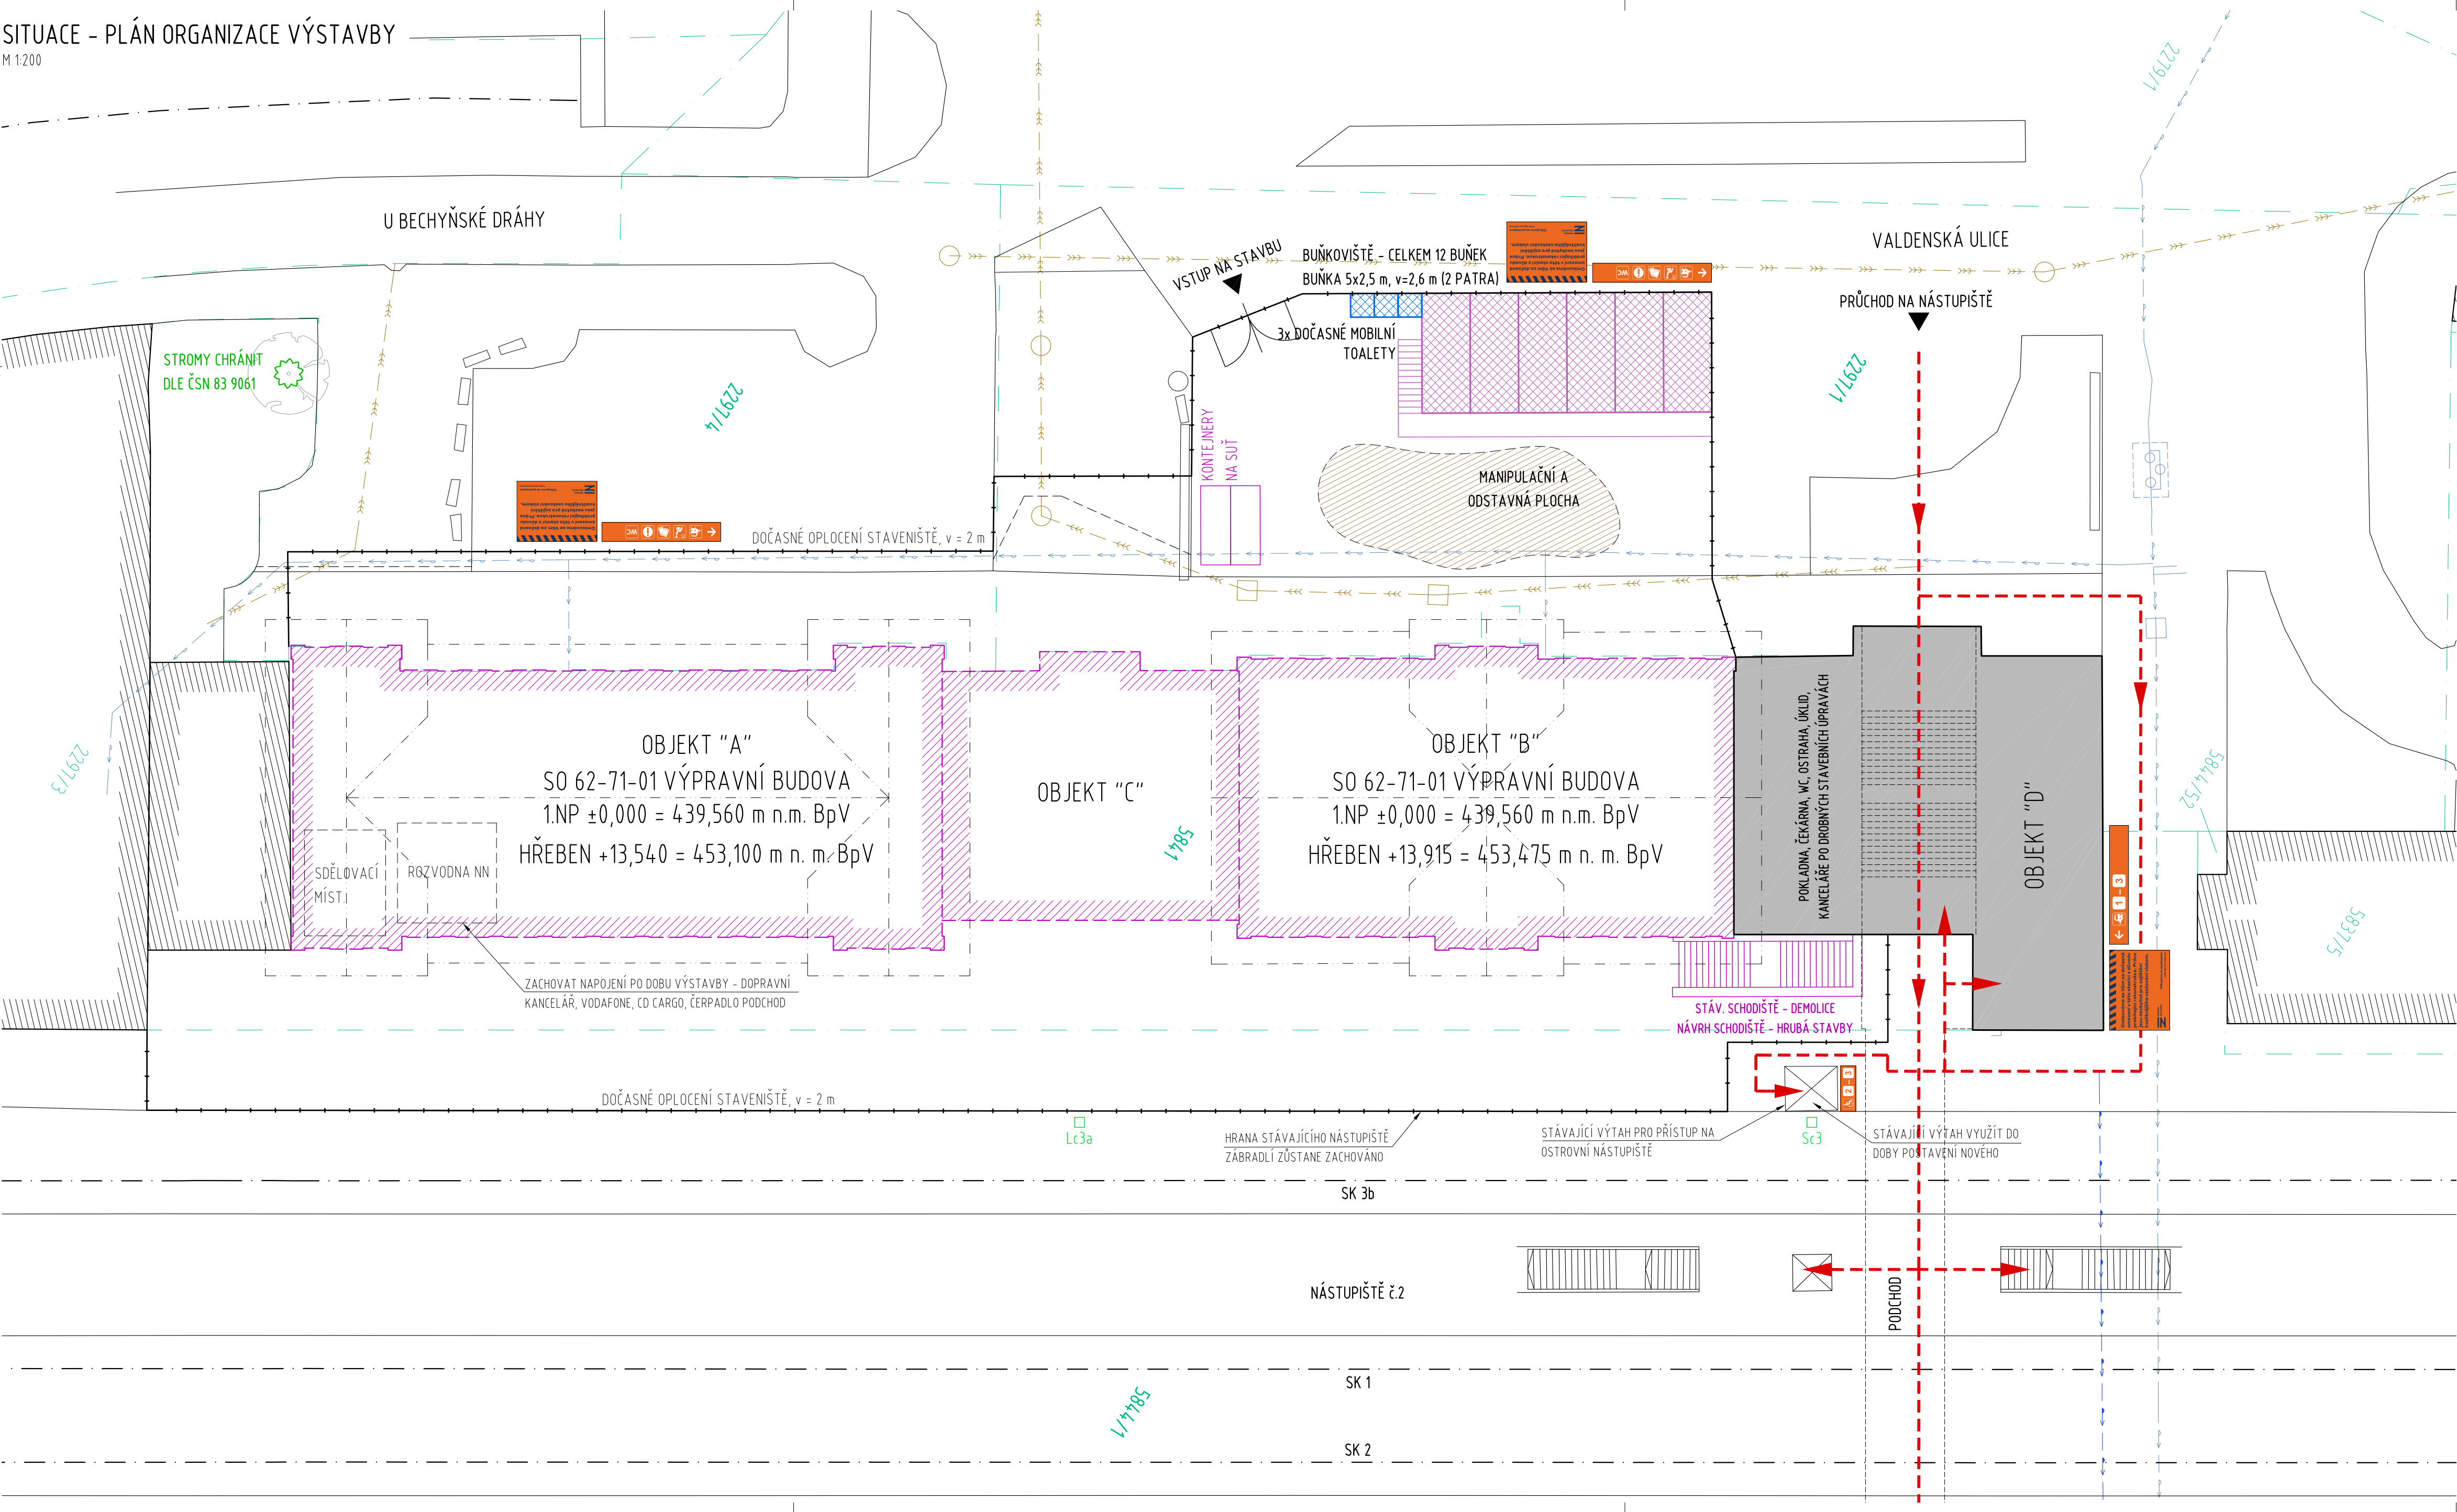 SITUACE - PLÁN ORGANIZACE VÝSTAVBY
M 1:200
2279/1
U BECHYŇSKÉ DRÁHY
VSTUP NA STAVBU
BUŇKOVIŠTĚ - CELKEM 12 BUNĚK
BUŇKA 5x2,5 m, v=2,6 m (2 PATRA)
VALDENSKÁ ULICE
PRŮCHOD NA NÁSTUPIŠTĚ
3x DOČASNÉ MOBILNÍ
TOALETY
STROMY CHRÁNIT
DLE ČSN 83 9061
2297/4
2297/1
KONTEJNERY
NA SUŤ
MANIPULAČNÍ A
ODSTAVNÁ PLOCHA
WC
WC
DOČASNÉ OPLOCENÍ STAVENIŠTĚ, v = 2 m
2297/3
OBJEKT "A"
SO 62-71-01 VÝPRAVNÍ BUDOVA
1.NP ±0,000 = 439,560 m n.m. BpV
HŘEBEN +13,540 = 453,100 m n. m. BpV
SDĚLOVACÍ
MÍST.
ROZVODNA NN
OBJEKT "C"
5841
OBJEKT "B"
SO 62-71-01 VÝPRAVNÍ BUDOVA
1.NP ±0,000 = 439,560 m n.m. BpV
HŘEBEN +13,915 = 453,475 m n. m. BpV
POKLADNA, ČEKÁRNA, WC, OSTRAHA, ÚKLID,
KANCELÁŘE PO DROBNÝCH STAVEBNÍCH ÚPRAVÁCH
OBJEKT "D"
5844/52
5837/5
1 - 3
ZACHOVAT NAPOJENÍ PO DOBU VÝSTAVBY - DOPRAVNÍ
KANCELÁŘ, VODAFONE, CD CARGO, ČERPADLO PODCHOD
STÁV. SCHODIŠTĚ - DEMOLICE
NÁVRH SCHODIŠTĚ - HRUBÁ STAVBY
2 - 3
DOČASNÉ OPLOCENÍ STAVENIŠTĚ, v = 2 m
Lc3a
HRANA STÁVAJÍCÍHO NÁSTUPIŠTĚ
ZÁBRADLÍ ZŮSTANE ZACHOVÁNO
STÁVAJÍCÍ VÝTAH PRO PŘÍSTUP NA
OSTROVNÍ NÁSTUPIŠTĚ
Sc3
STÁVAJÍCÍ VÝTAH VYUŽÍT DO
DOBY POSTAVENÍ NOVÉHO
SK 3b
NÁSTUPIŠTĚ č.2
PODCHOD
SK 1
5844/1
SK 2